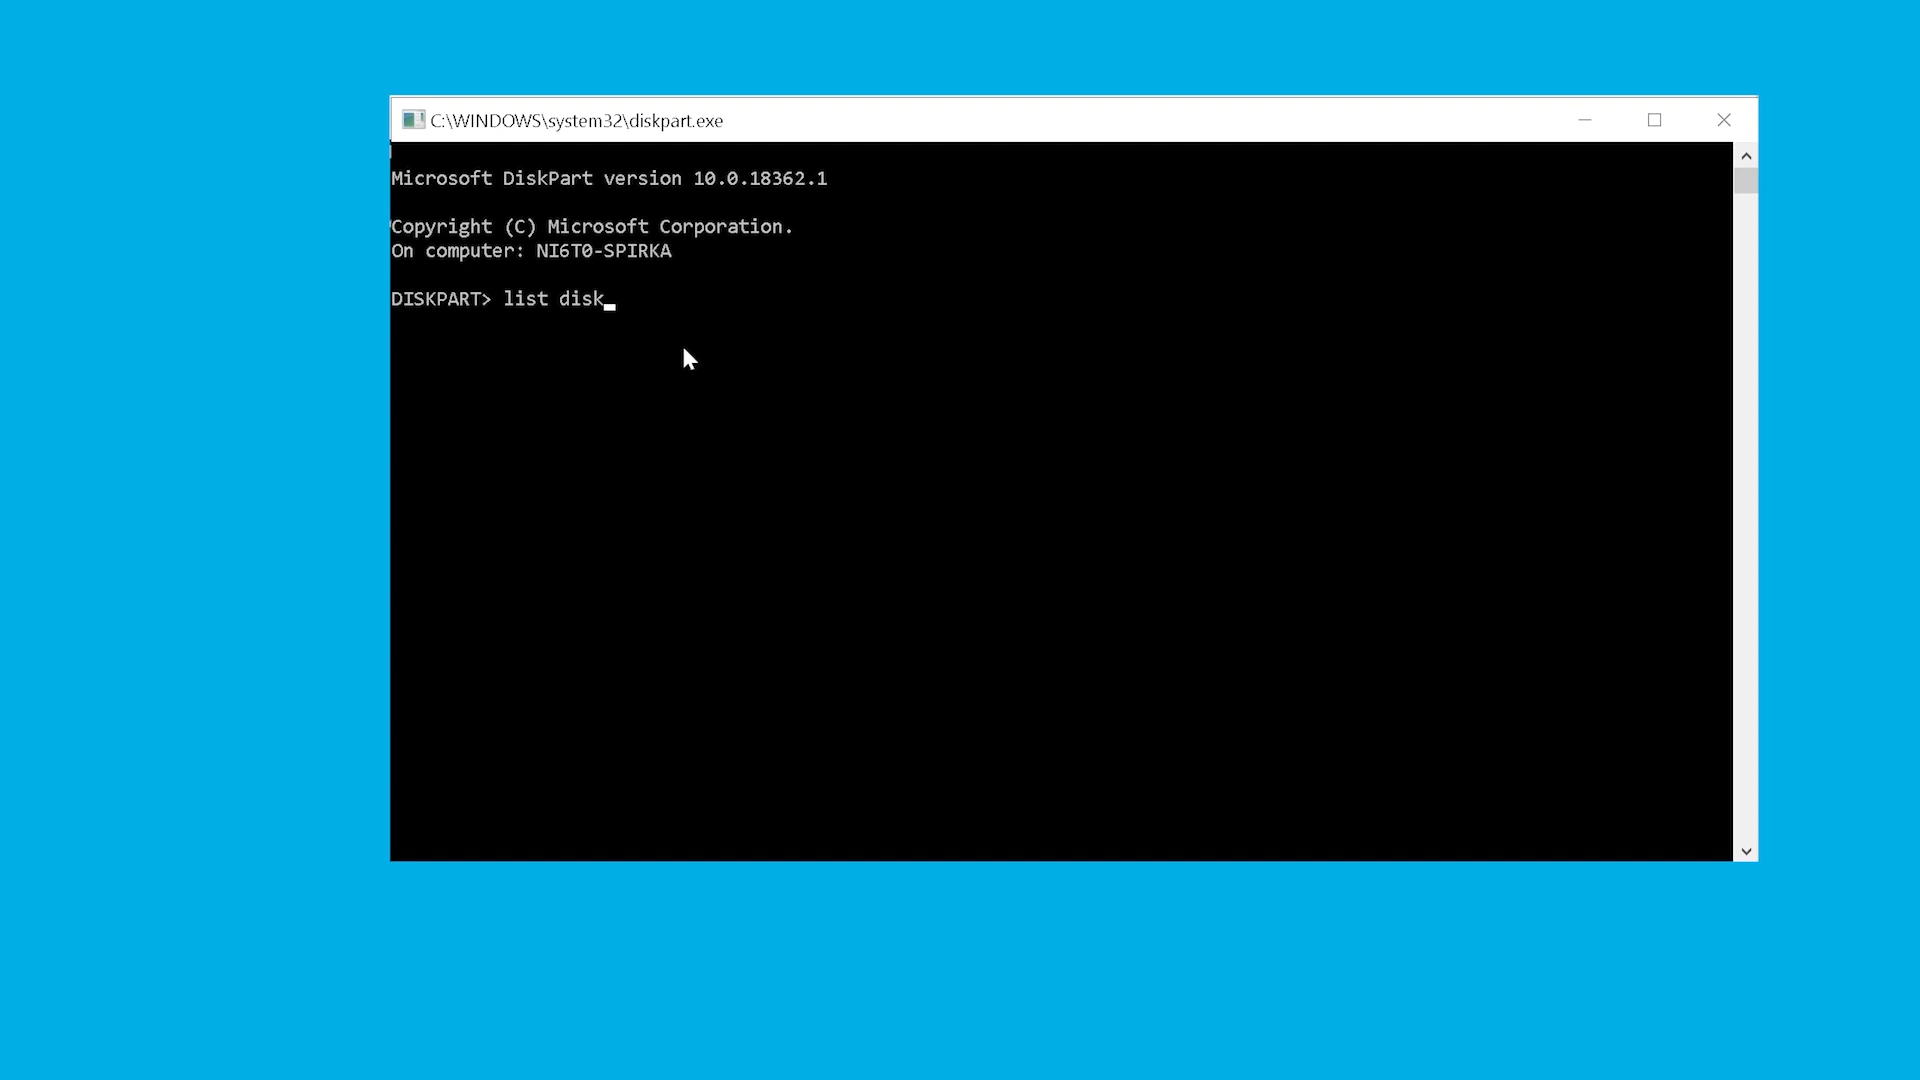 C:\WINDOWS\system32\diskpart.exe
Microsoft DiskPart version 10.0.18362.1
Copyright (C) Microsoft Corporation.
On computer: NI6T0-SPIRKA
DISKPART> list disk